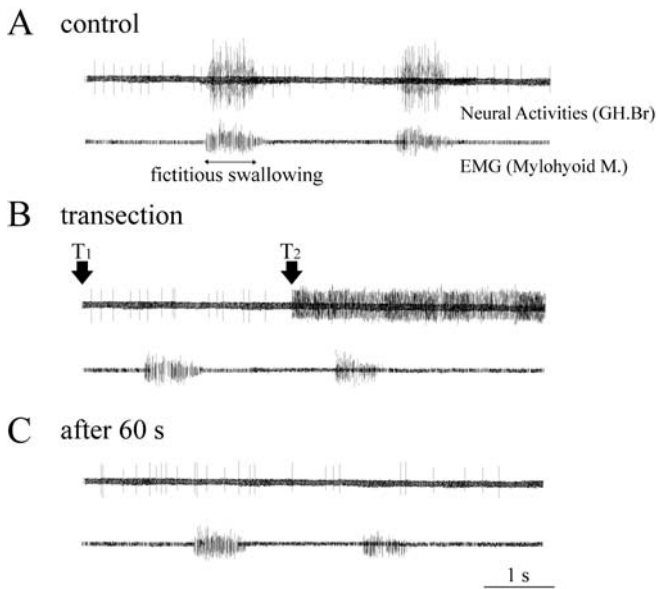 A control
Neural Activities (GH.Br)
EMG (Mylohyoid M.)
fictitious swallowing
B transection
T1 T2
C after 60 s
1 s